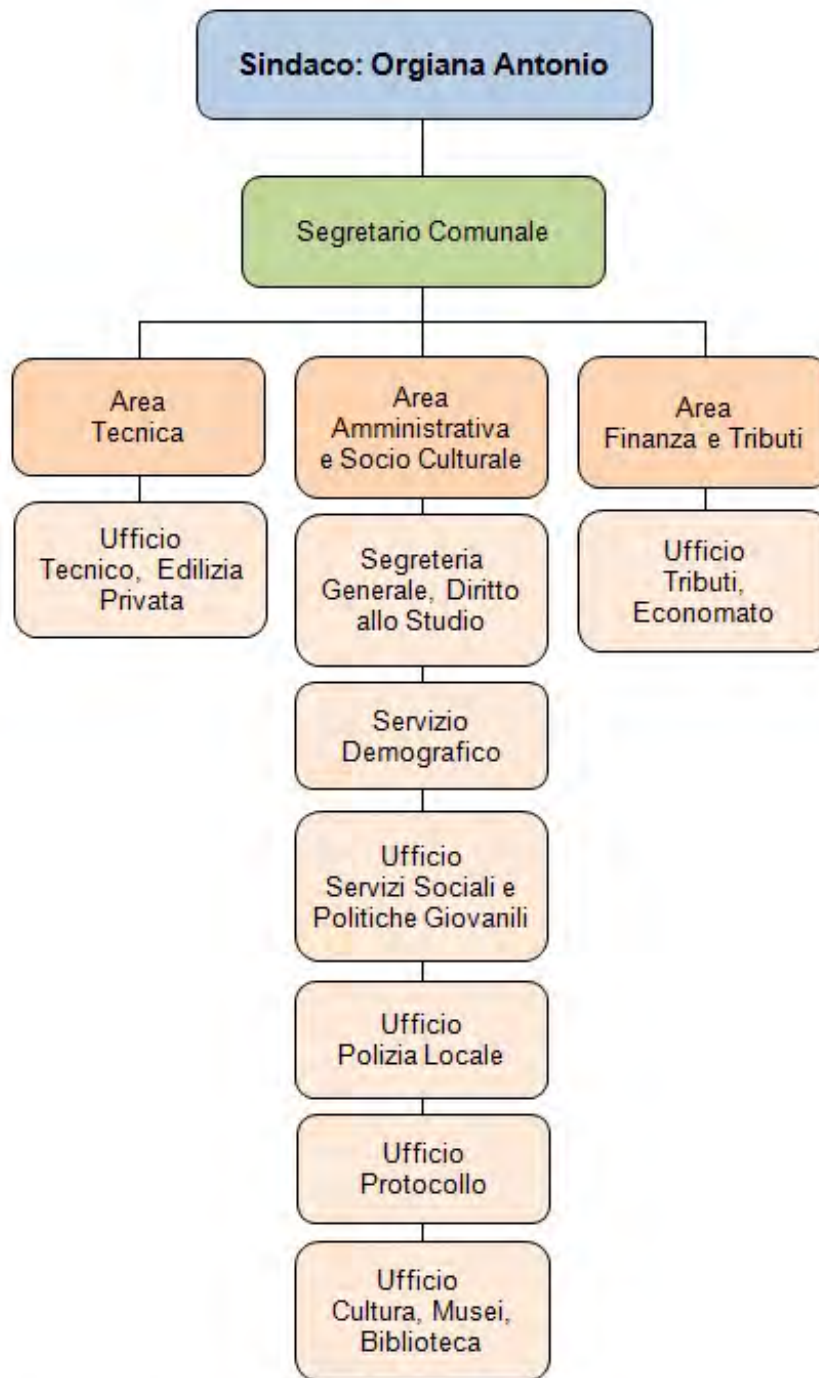 Sindaco: Orgiana Antonio
Segretario Comunale
Area
Tecnica
Area
Amministrativa
e Socio Culturale
Area
Finanza e Tributi
Ufficio
Tecnico, Edilizia
Privata
Segreteria
Generale, Diritto
allo Studio
Ufficio
Tributi,
Economato
Servizio
Demografico
Ufficio
Servizi Sociali e
Politiche Giovanili
Ufficio
Polizia Locale
Ufficio
Protocollo
Ufficio
Cultura, Musei,
Biblioteca